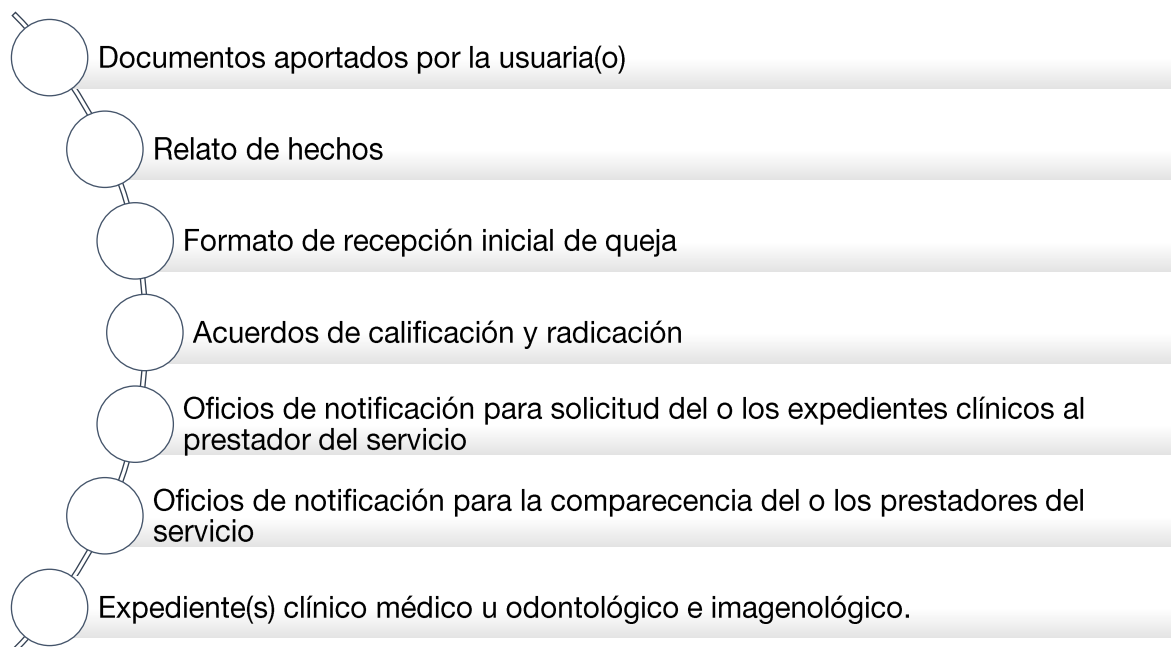 Documentos aportados por la usuaria(o)
Relato de hechos
Formato de recepción inicial de queja
Acuerdos de calificación y radicación
Oficios de notificación para solicitud del o los expedientes clínicos al
prestador del servicio
Oficios de notificación para la comparecencia del o los prestadores del
servicio
Expediente(s) clínico médico u odontológico e imagenológico.